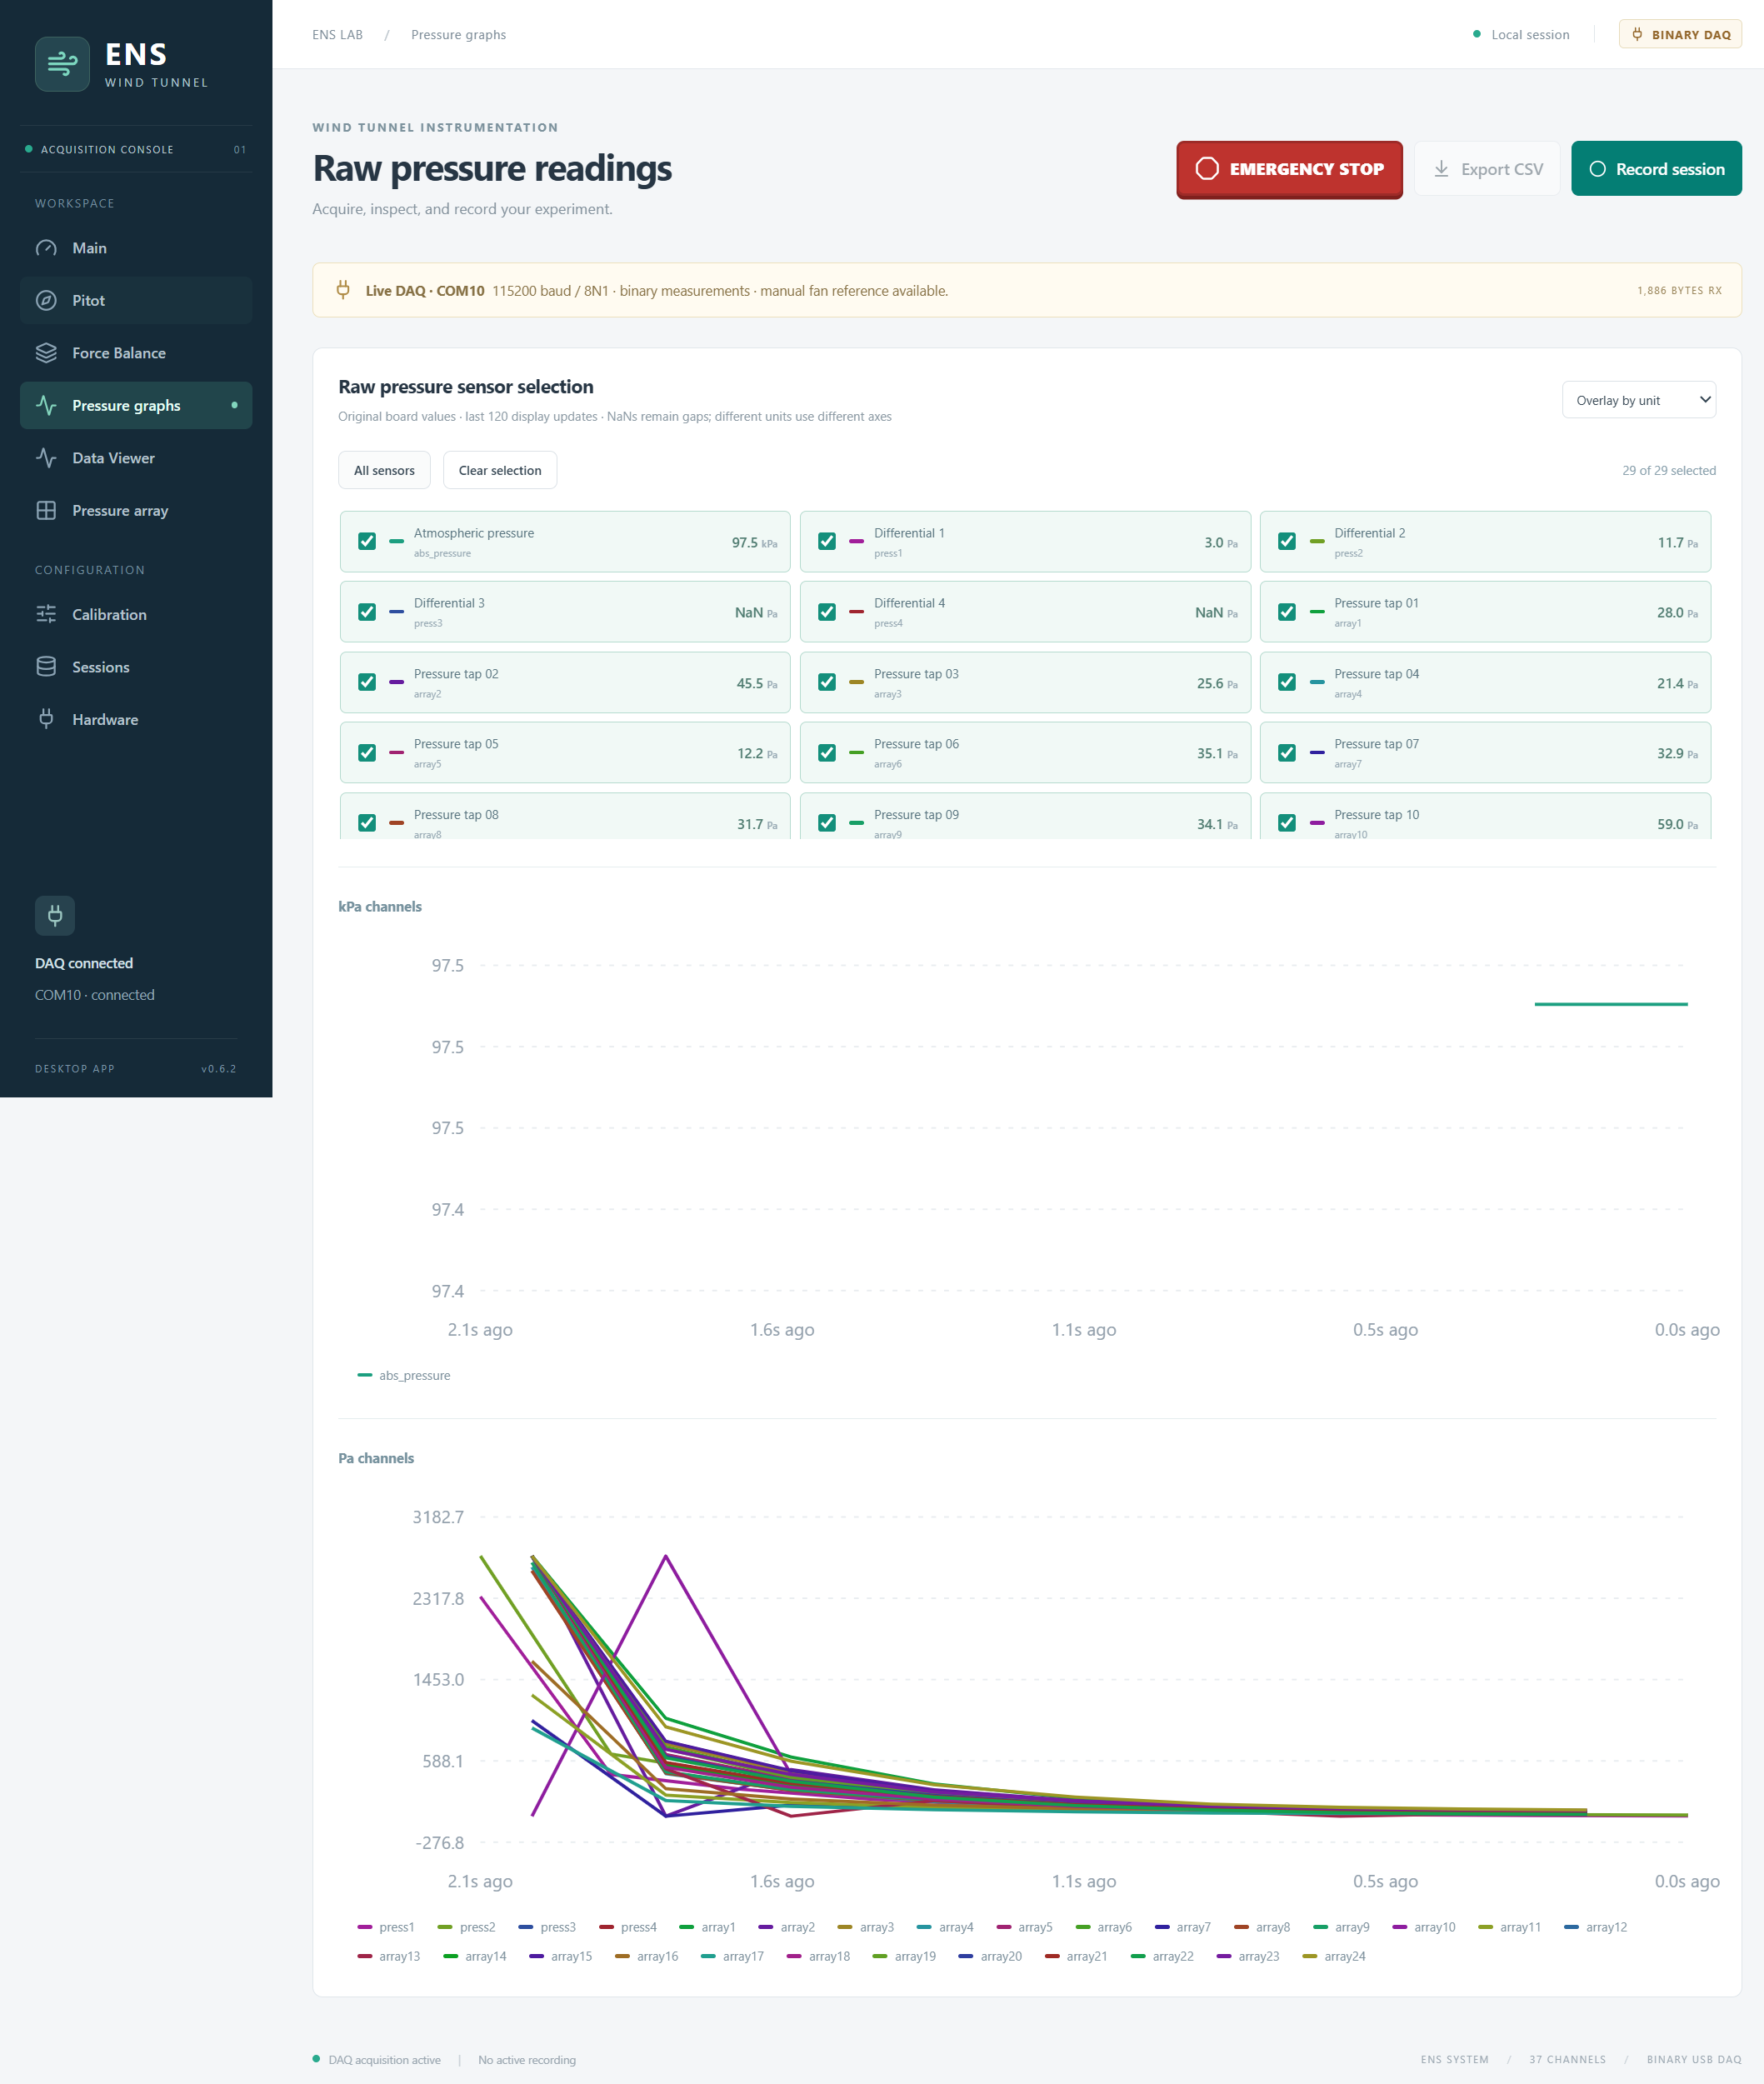 ENS
WIND TUNNEL
ACQUISITION CONSOLE 01
WORKSPACE
Main
Pitot
Force Balance
Pressure graphs
Data Viewer
Pressure array
CONFIGURATION
Calibration
Sessions
Hardware
DAQ connected
COM10 · connected
DESKTOP APP v0.6.2
ENS LAB / Pressure graphs
Local session
BINARY DAQ
WIND TUNNEL INSTRUMENTATION
Raw pressure readings
Acquire, inspect, and record your experiment.
EMERGENCY STOP
Export CSV
Record session
Live DAQ · COM10 115200 baud / 8N1 · binary measurements · manual fan reference available.
1,886 BYTES RX
Raw pressure sensor selection
Original board values · last 120 display updates · NaNs remain gaps; different units use different axes
Overlay by unit
All sensors
Clear selection
29 of 29 selected
Atmospheric pressure
abs_pressure
97.5 kPa
Differential 1
press1
3.0 Pa
Differential 2
press2
11.7 Pa
Differential 3
press3
NaN Pa
Differential 4
press4
NaN Pa
Pressure tap 01
array1
28.0 Pa
Pressure tap 02
array2
45.5 Pa
Pressure tap 03
array3
25.6 Pa
Pressure tap 04
array4
21.4 Pa
Pressure tap 05
array5
12.2 Pa
Pressure tap 06
array6
35.1 Pa
Pressure tap 07
array7
32.9 Pa
Pressure tap 08
array8
31.7 Pa
Pressure tap 09
array9
34.1 Pa
Pressure tap 10
array10
59.0 Pa
kPa channels
97.5
97.5
97.5
97.4
97.4
2.1s ago 1.6s ago 1.1s ago 0.5s ago 0.0s ago
abs_pressure
Pa channels
3182.7
2317.8
1453.0
588.1
-276.8
2.1s ago 1.6s ago 1.1s ago 0.5s ago 0.0s ago
press1 press2 press3 press4 array1 array2 array3 array4 array5 array6 array7 array8 array9 array10 array11 array12
array13 array14 array15 array16 array17 array18 array19 array20 array21 array22 array23 array24
DAQ acquisition active | No active recording
ENS SYSTEM / 37 CHANNELS / BINARY USB DAQ